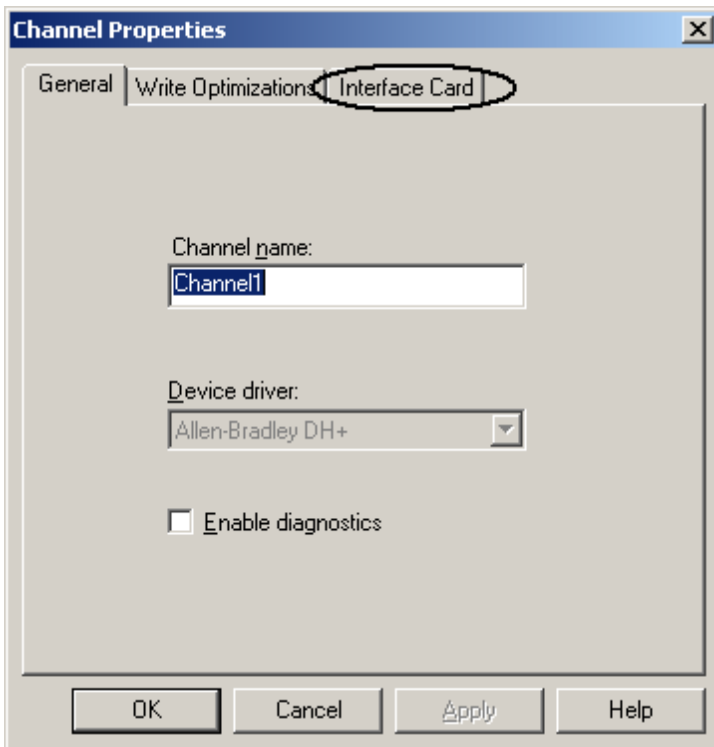 Channel Properties
General Write Optimizations Interface Card
Channel name:
Channel1
Device driver:
Allen-Bradley DH+
Enable diagnostics
OK Cancel Apply Help